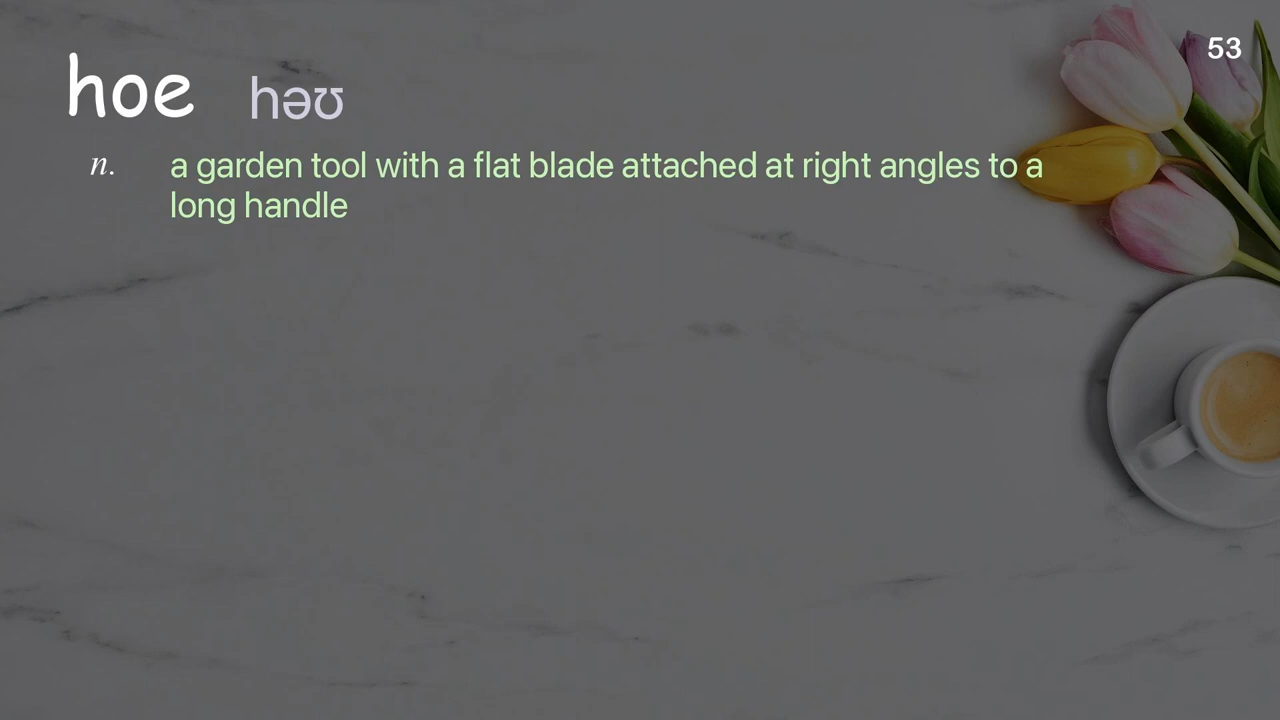 53
hoe həʊ
n. a garden tool with a flat blade attached at right angles to a
long handle